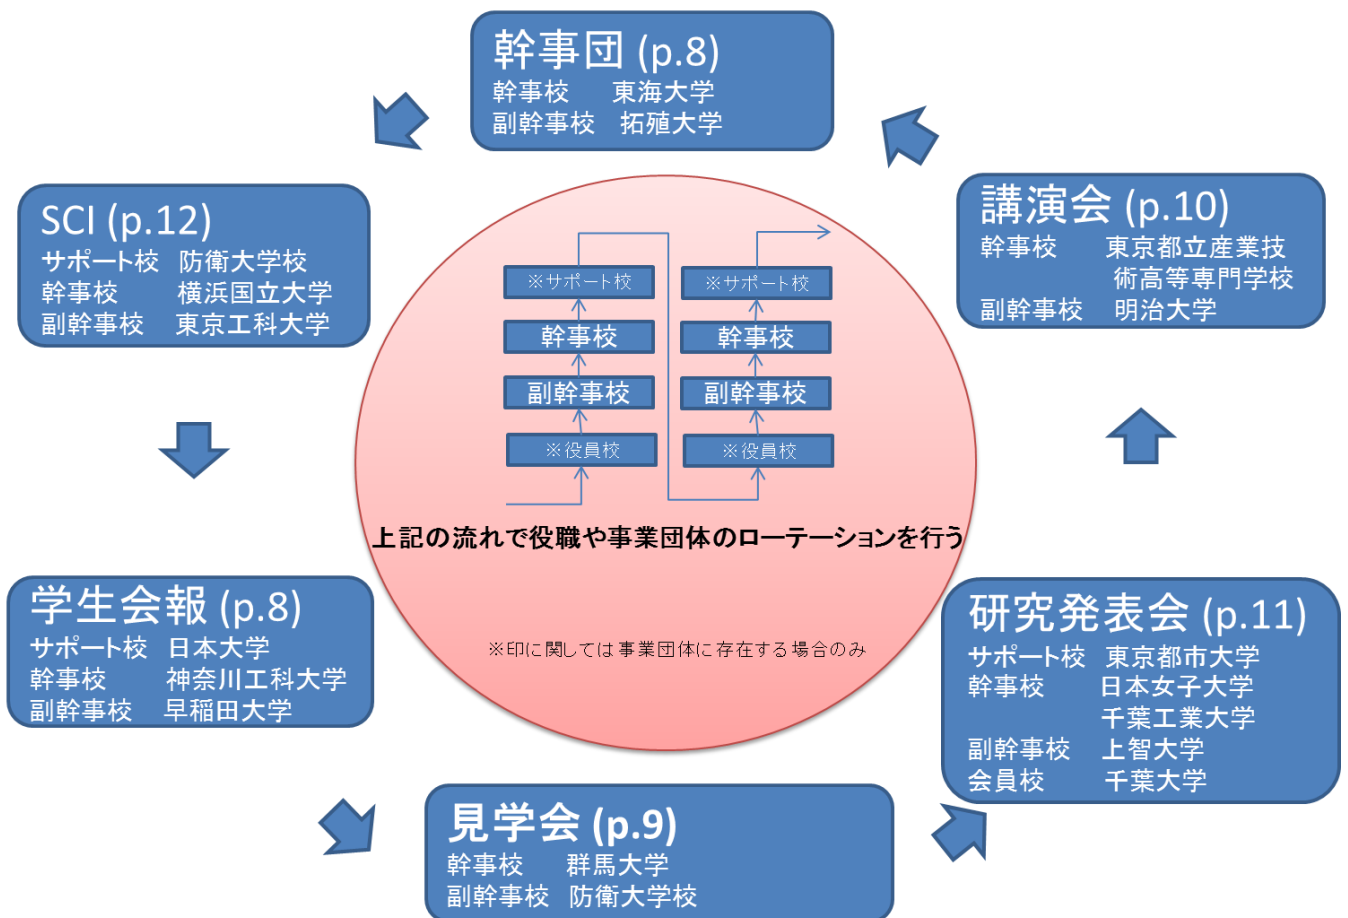 幹事団 (p.8)
幹事校 東海大学
副幹事校 拓殖大学
SCI (p.12)
サポート校 防衛大学校
幹事校 横浜国立大学
副幹事校 東京工科大学
講演会 (p.10)
幹事校 東京都立産業技
術高等専門学校
副幹事校 明治大学
※サポート校
幹事校
副幹事校
※役員校
※サポート校
幹事校
副幹事校
※役員校
上記の流れで役職や事業団体のローテーションを行う
※印に関しては事業団体に存在する場合のみ
学生会報 (p.8)
サポート校 日本大学
幹事校 神奈川工科大学
副幹事校 早稲田大学
研究発表会 (p.11)
サポート校 東京都市大学
幹事校 日本女子大学
千葉工業大学
副幹事校 上智大学
会員校 千葉大学
見学会 (p.9)
幹事校 群馬大学
副幹事校 防衛大学校